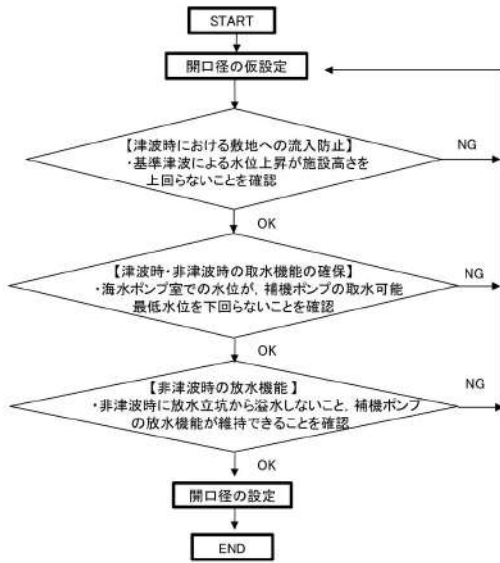 START
開口径の仮設定
【津波時における敷地への流入防止】
・基準津波による水位上昇が施設高さを
上回らないことを確認
NG
OK
【津波時・非津波時の取水機能の確保】
・海水ポンプ室での水位が，補機ポンプの取水可能
最低水位を下回らないことを確認
NG
OK
【非津波時の放水機能】
・非津波時に放水立坑から溢水しないこと，補機ポンプ
の放水機能が維持できることを確認
NG
OK
開口径の設定
END